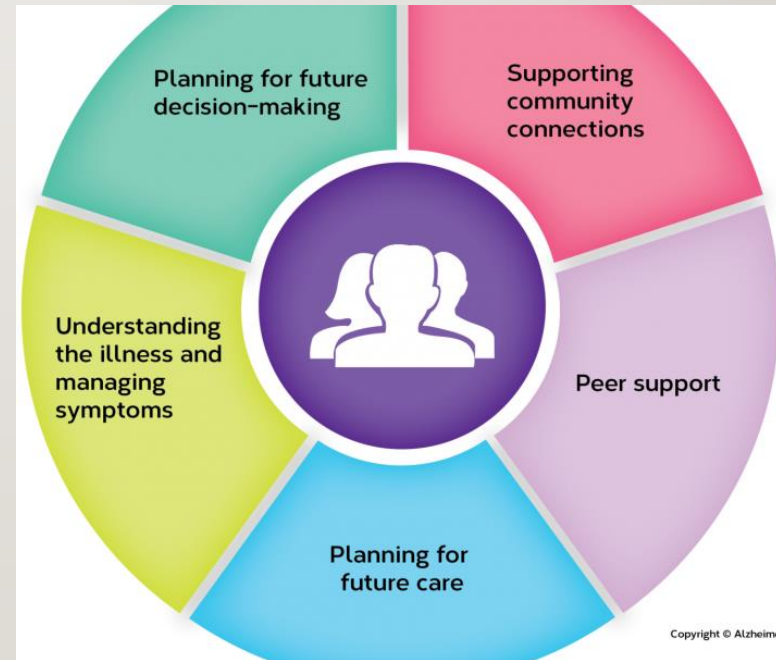 Planning for future
decision-making
Supporting
community
connections
Understanding
the illness and
managing
symptoms
Peer support
Planning for
future care
Copyright ©